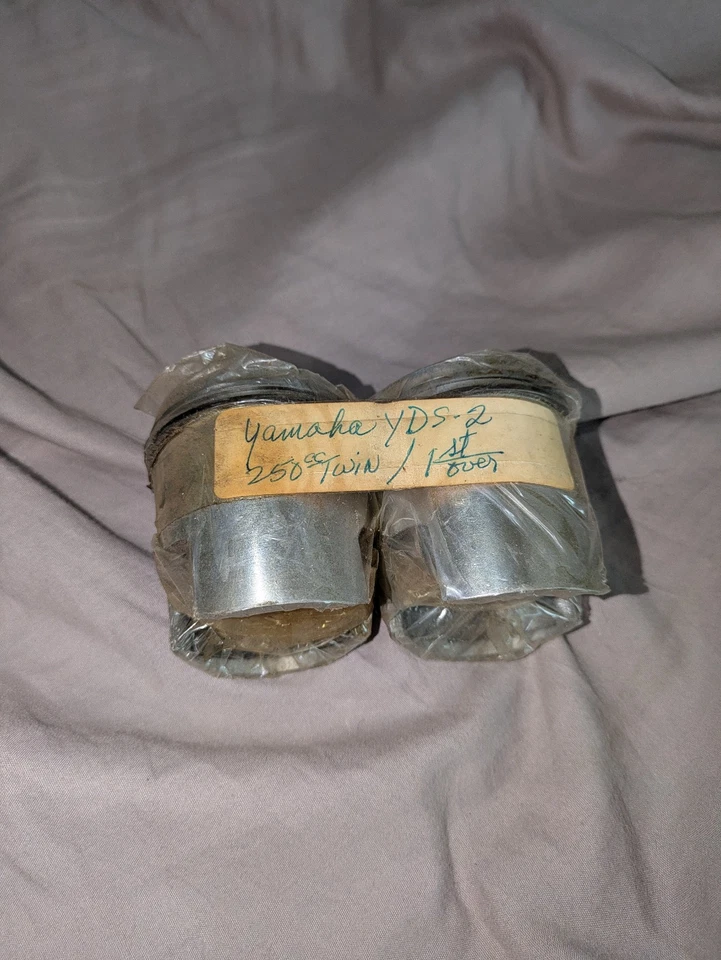 Yamaha YDS-2
250cc Twin / 1st over